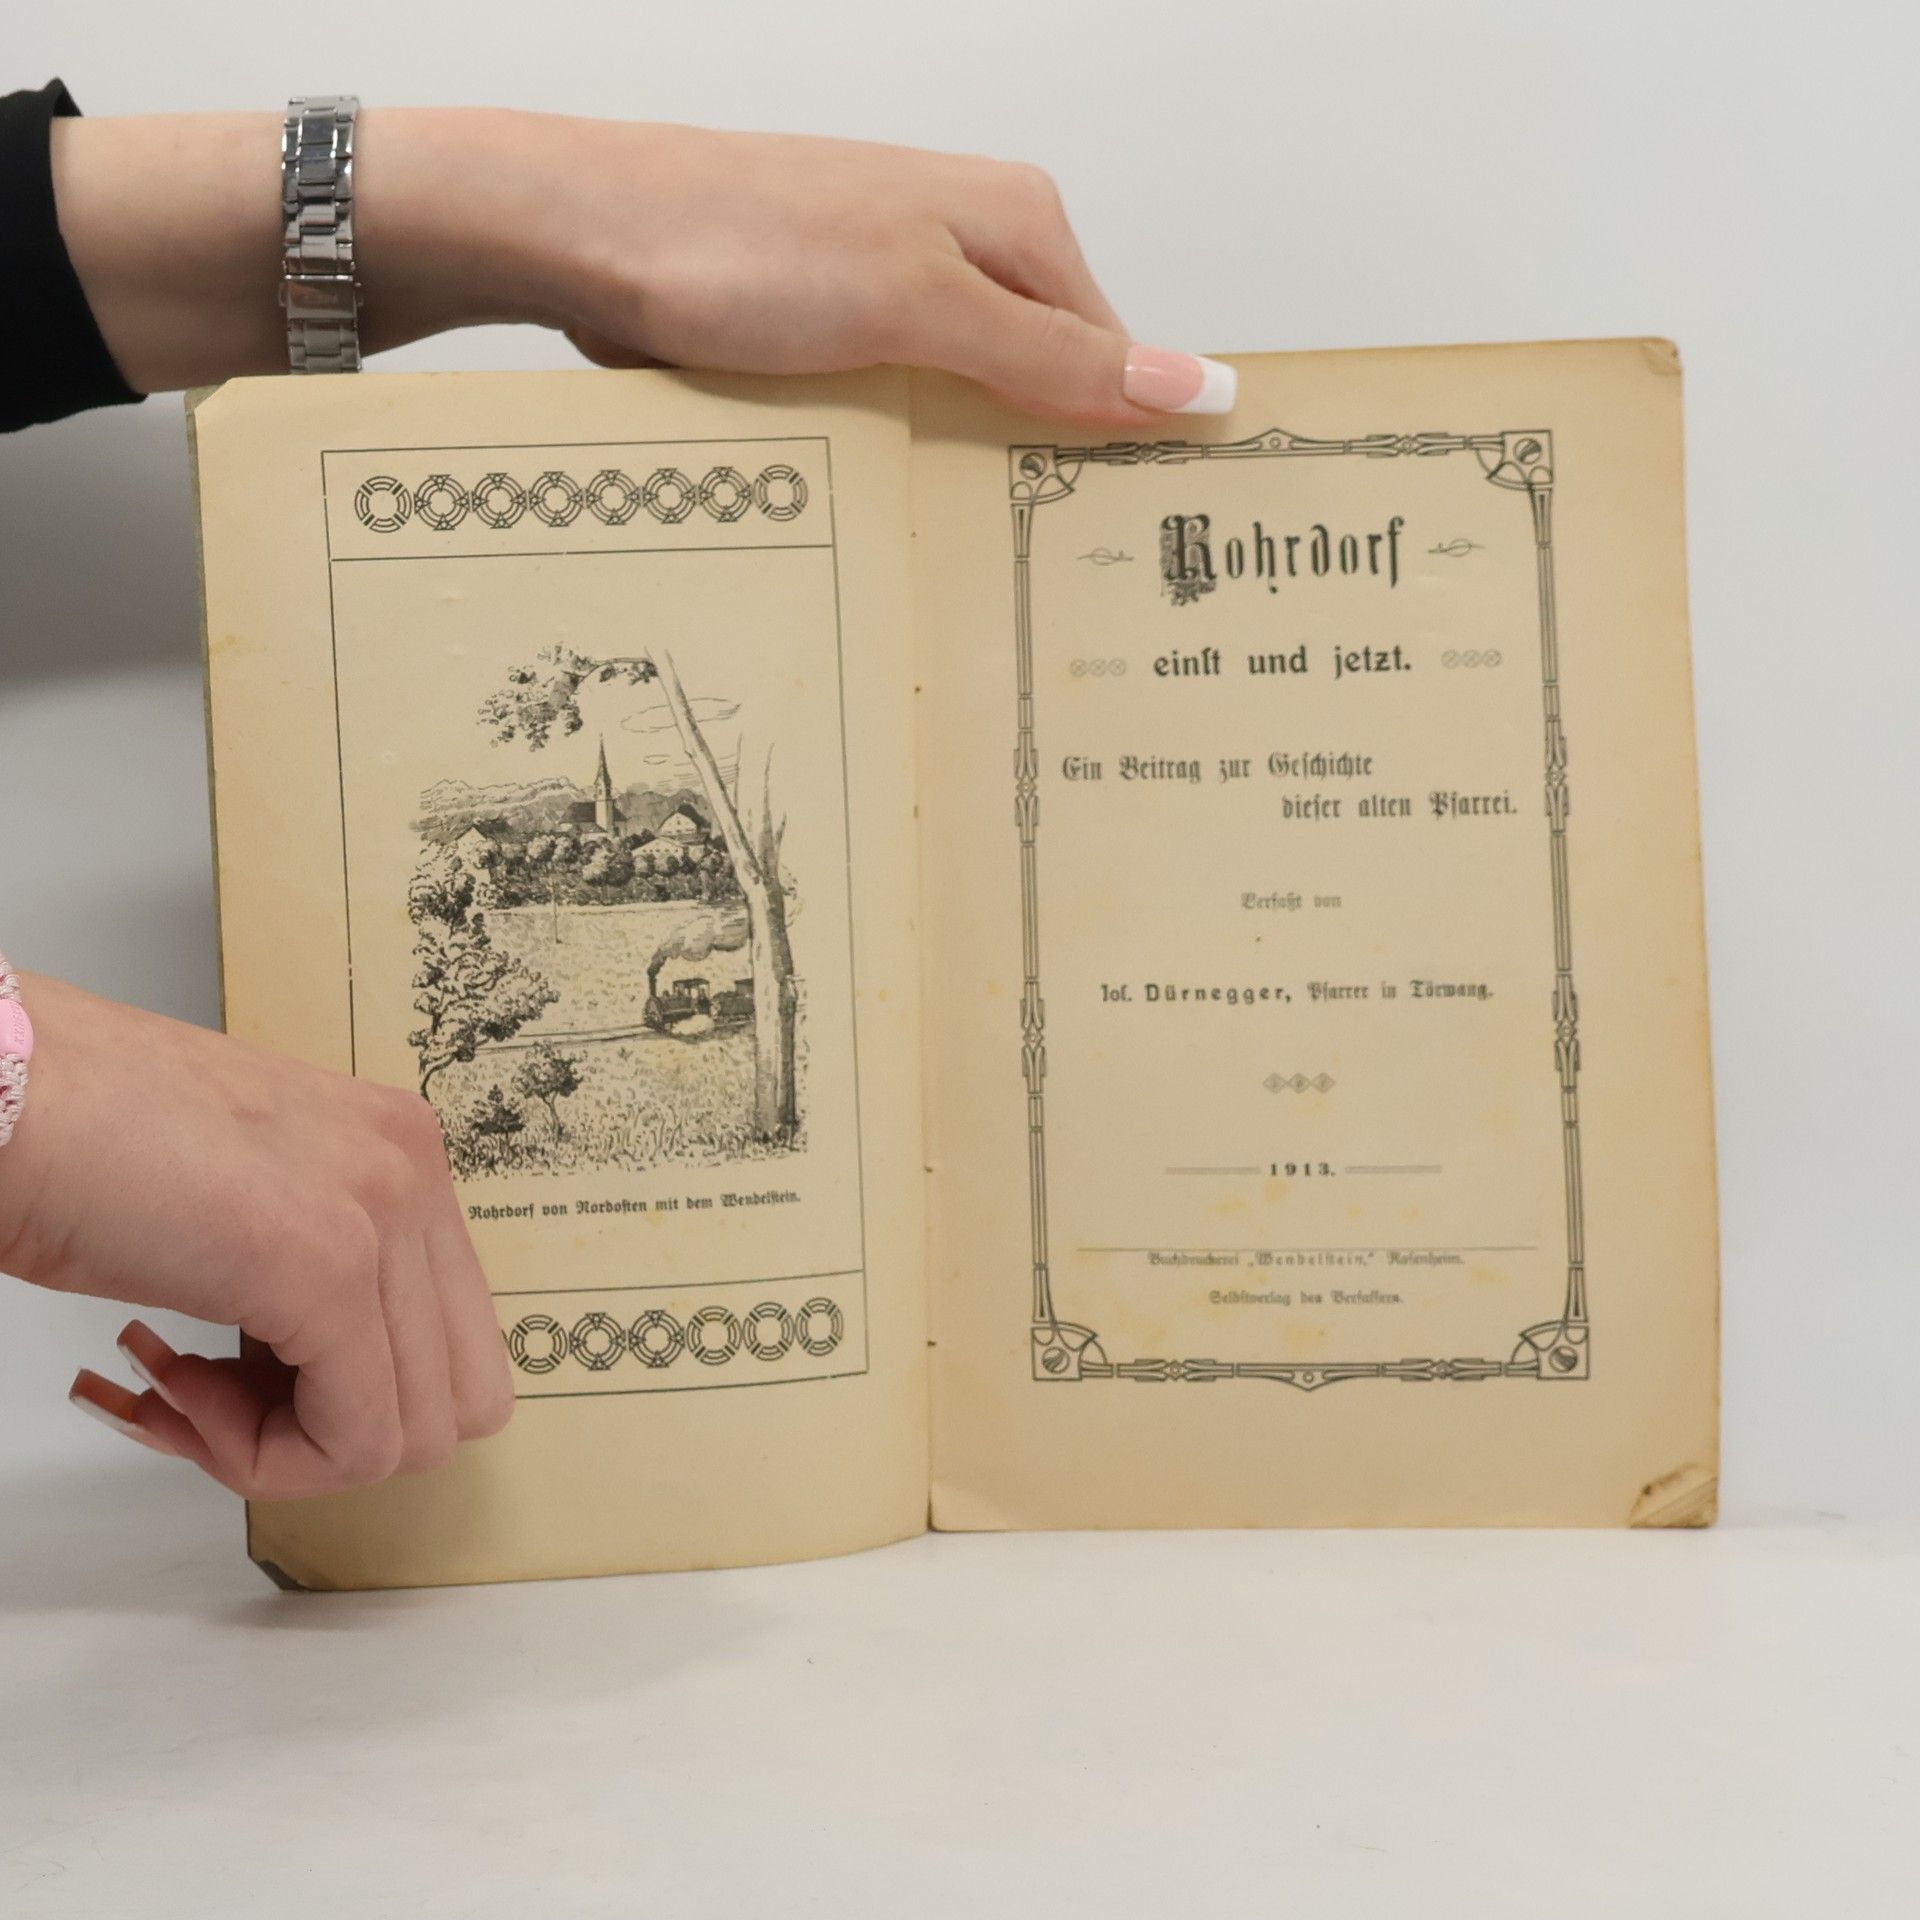 Rohrdorf von Nordosten mit dem Wendelstein.
Rohrdorf
einſt und jetzt.
Ein Beitrag zur Geſchichte
dieſer alten Pfarrei.
Verfaßt von
Joſ. Dürnegger, Pfarrer in Törwang.
1913.
Buchdruckerei „Wendelſtein,“ Roſenheim.
Selbſtverlag des Verfaſſers.